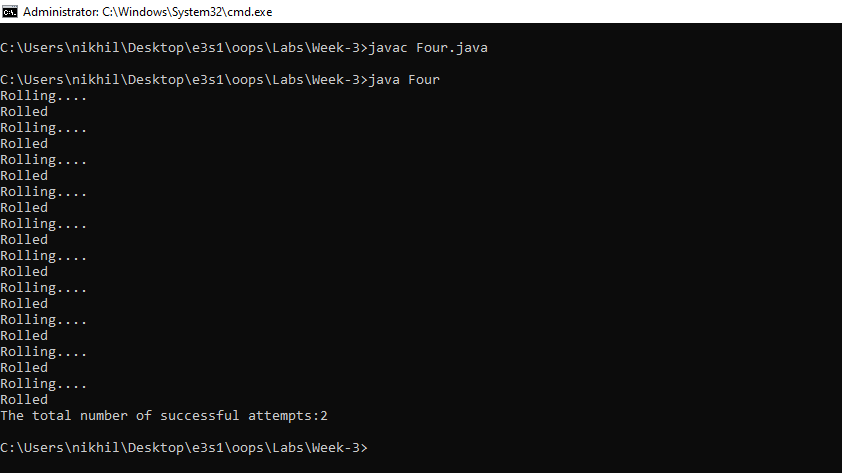 Administrator: C:\Windows\System32\cmd.exe
C:\Users\nikhil\Desktop\e3s1\oops\Labs\Week-3>javac Four.java
C:\Users\nikhil\Desktop\e3s1\oops\Labs\Week-3>java Four
Rolling....
Rolled
Rolling....
Rolled
Rolling....
Rolled
Rolling....
Rolled
Rolling....
Rolled
Rolling....
Rolled
Rolling....
Rolled
Rolling....
Rolled
Rolling....
Rolled
Rolling....
Rolled
The total number of successful attempts:2
C:\Users\nikhil\Desktop\e3s1\oops\Labs\Week-3>